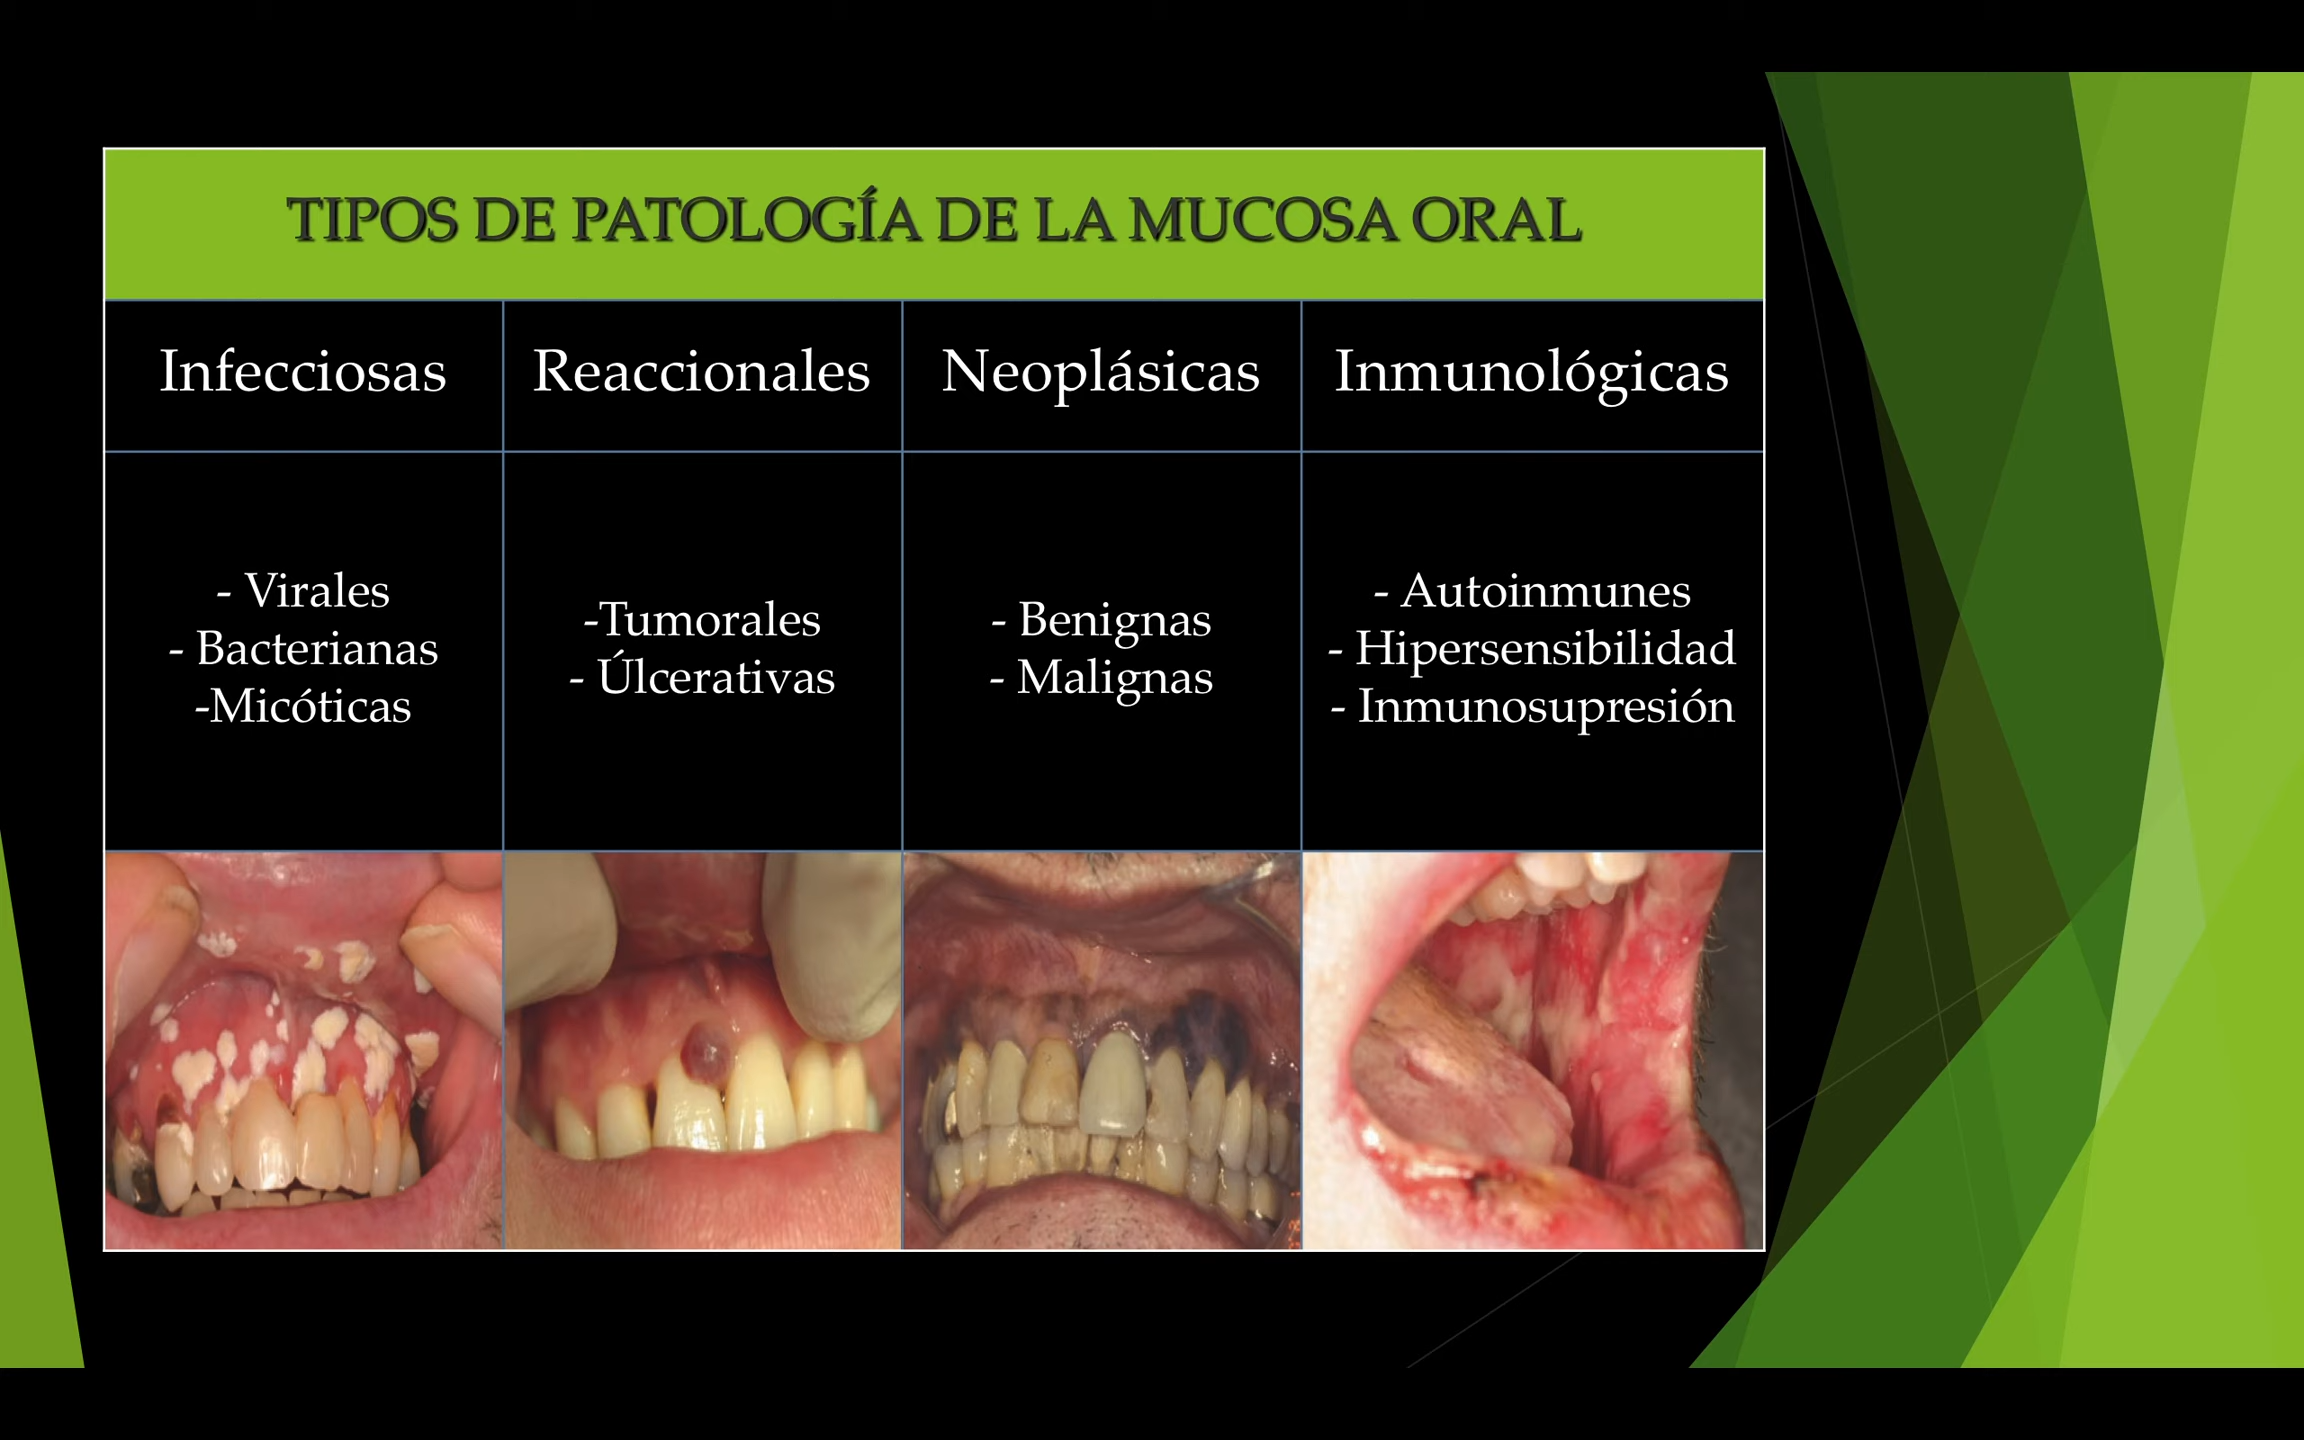 TIPOS DE PATOLOGÍA DE LA MUCOSA ORAL
Infecciosas
Reaccionales
Neoplásicas
Inmunológicas
- Virales
- Bacterianas
-Micóticas
-Tumorales
- Úlcerativas
- Benignas
- Malignas
- Autoinmunes
- Hipersensibilidad
- Inmunosupresión